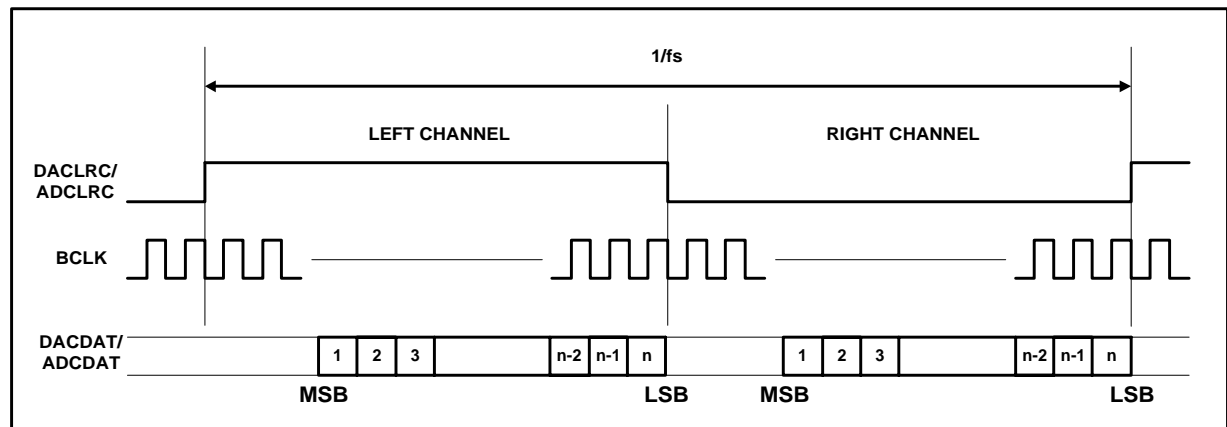 1/fs
LEFT CHANNEL RIGHT CHANNEL
DACLRC/
ADCLRC
BCLK
DACDAT/
ADCDAT
1 2 3 n-2 n-1 n 1 2 3 n-2 n-1 n
MSB LSB MSB LSB